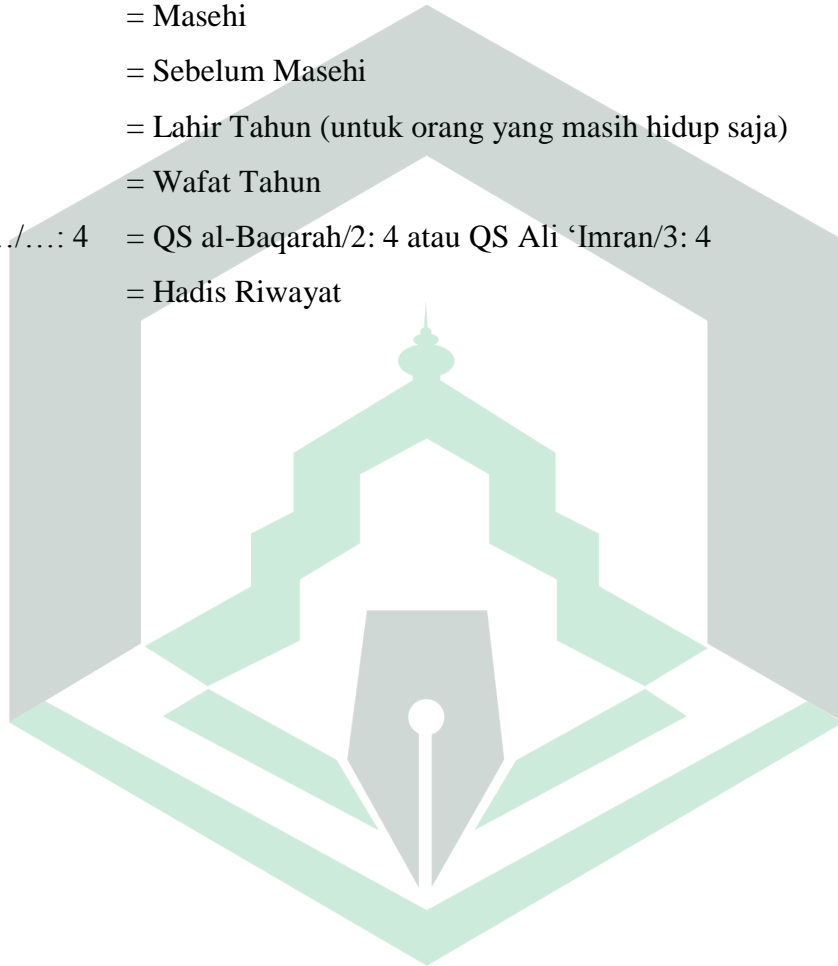 = Masehi
= Sebelum Masehi
= Lahir Tahun (untuk orang yang masih hidup saja)
= Wafat Tahun
../…: 4 = QS al-Baqarah/2: 4 atau QS Ali ‘Imran/3: 4
= Hadis Riwayat